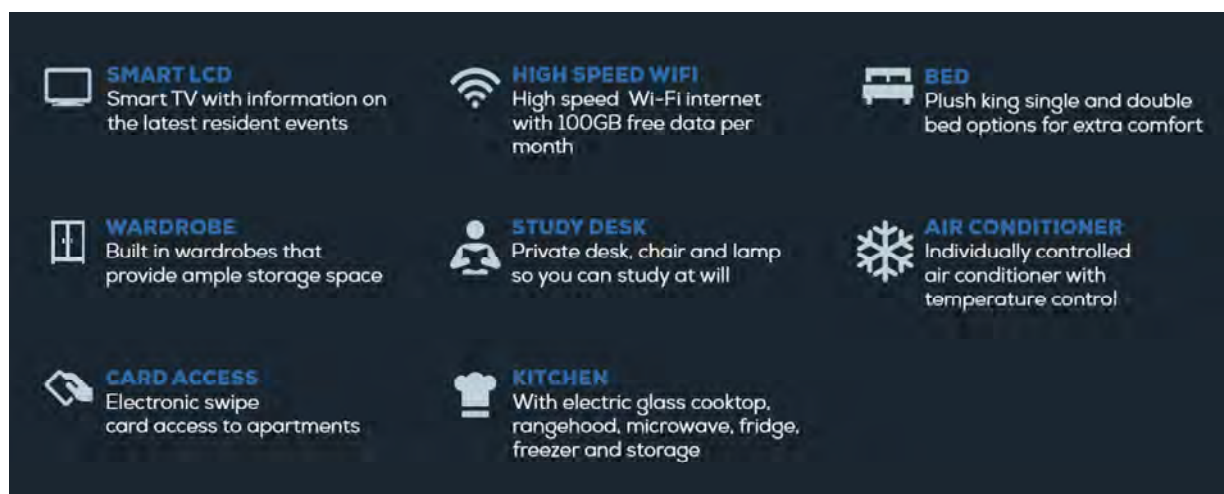 SMART LCD
Smart TV with information on
the latest resident events
HIGH SPEED WIFI
High speed Wi-Fi internet
with 100GB free data per
month
BED
Plush king single and double
bed options for extra comfort
WARDROBE
Built in wardrobes that
provide ample storage space
STUDY DESK
Private desk, chair and lamp
so you can study at will
AIR CONDITIONER
Individually controlled
air conditioner with
temperature control
CARD ACCESS
Electronic swipe
card access to apartments
KITCHEN
With electric glass cooktop,
rangehood, microwave, fridge,
freezer and storage